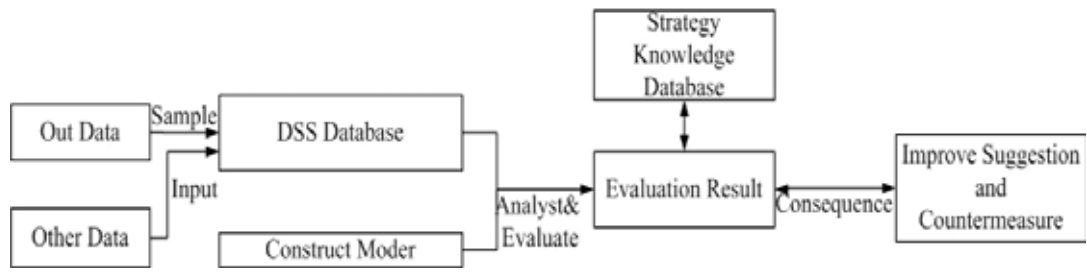 Strategy
Knowledge
Database
Out Data
Sample
DSS Database
Input
Other Data
Construct Moder
Analyst&
Evaluate
Evaluation Result
Consequence
Improve Suggestion
and
Countermeasure